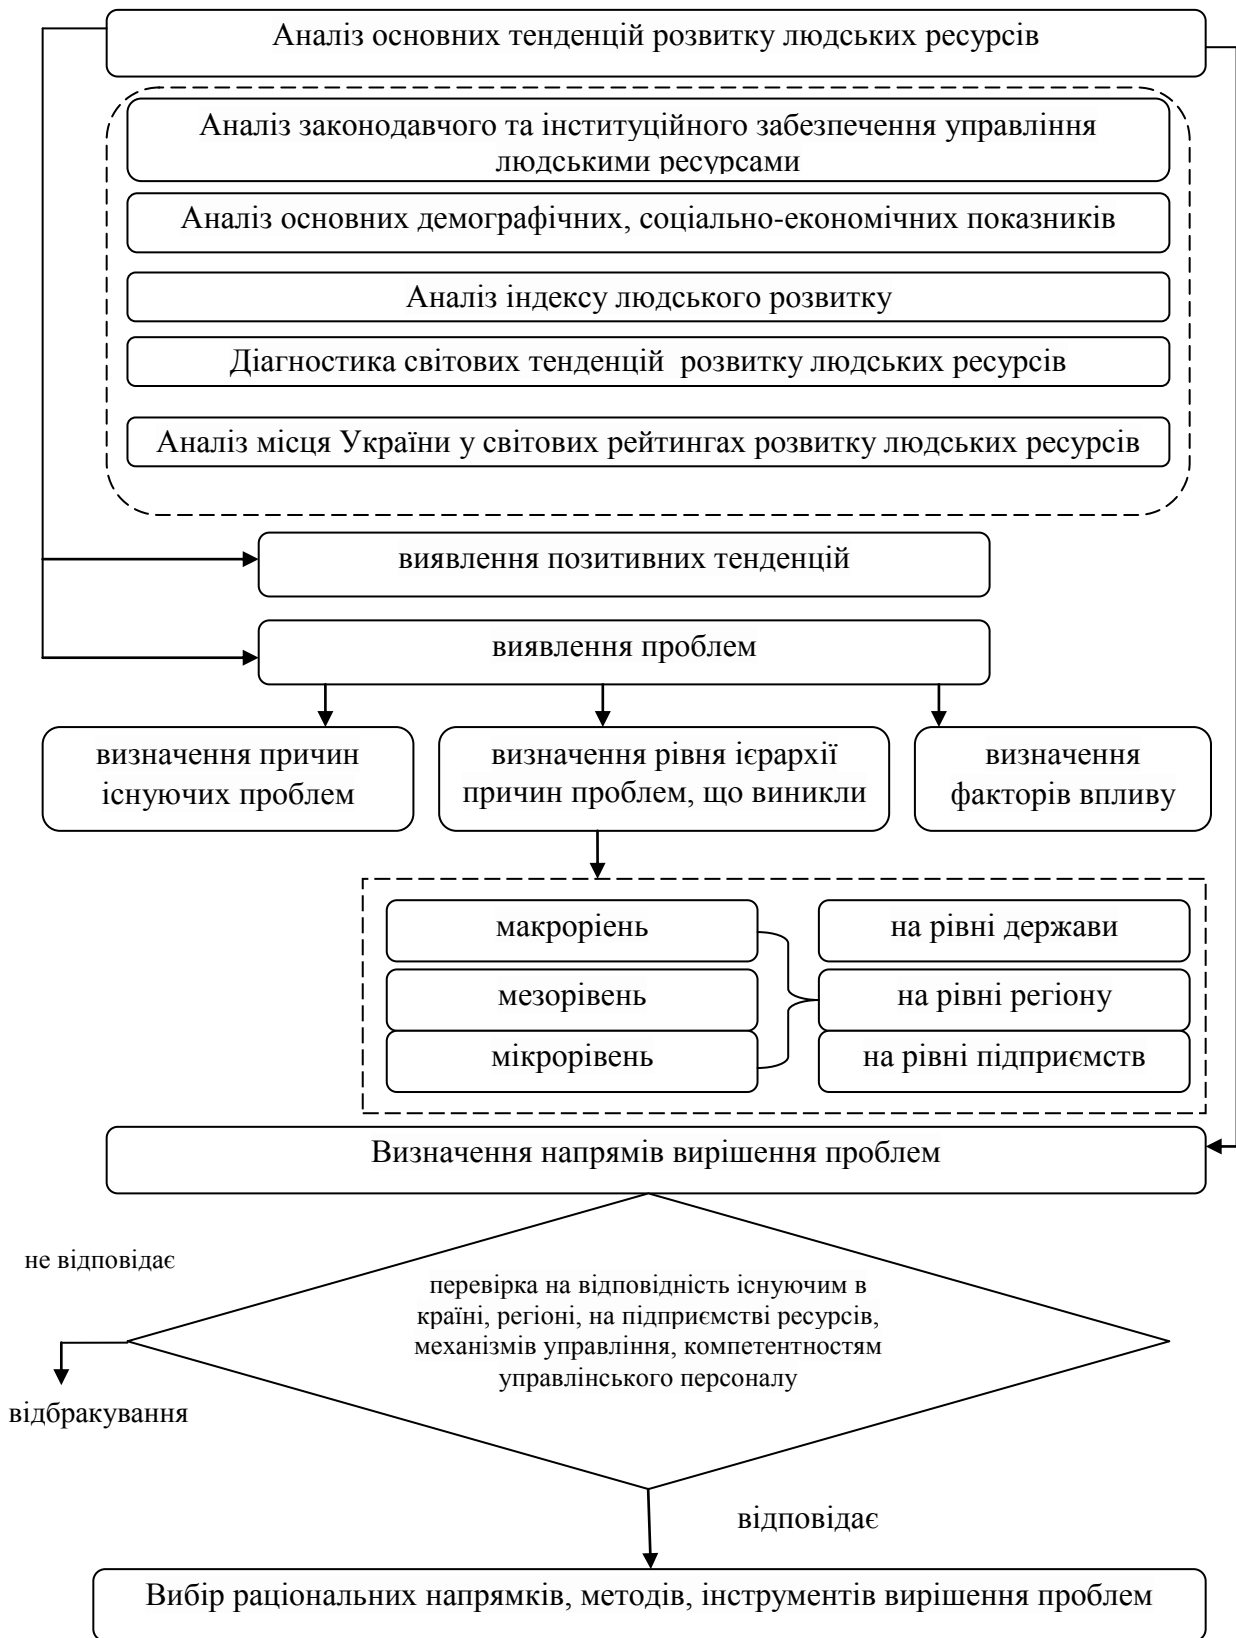 Аналіз основних тенденцій розвитку людських ресурсів
Аналіз законодавчого та інституційного забезпечення управління
людськими ресурсами
Аналіз основних демографічних, соціально-економічних показників
Аналіз індексу людського розвитку
Діагностика світових тенденцій розвитку людських ресурсів
Аналіз місця України у світових рейтингах розвитку людських ресурсів
виявлення позитивних тенденцій
виявлення проблем
визначення причин
існуючих проблем
визначення рівня ієрархії
причин проблем, що виникли
визначення
факторів впливу
макроріень
на рівні держави
мезорівень
на рівні регіону
мікрорівень
на рівні підприємств
Визначення напрямів вирішення проблем
не відповідає
перевірка на відповідність існуючим в
країні, регіоні, на підприємстві ресурсів,
механізмів управління, компетентностям
управлінського персоналу
відбракування
відповідає
Вибір раціональних напрямків, методів, інструментів вирішення проблем